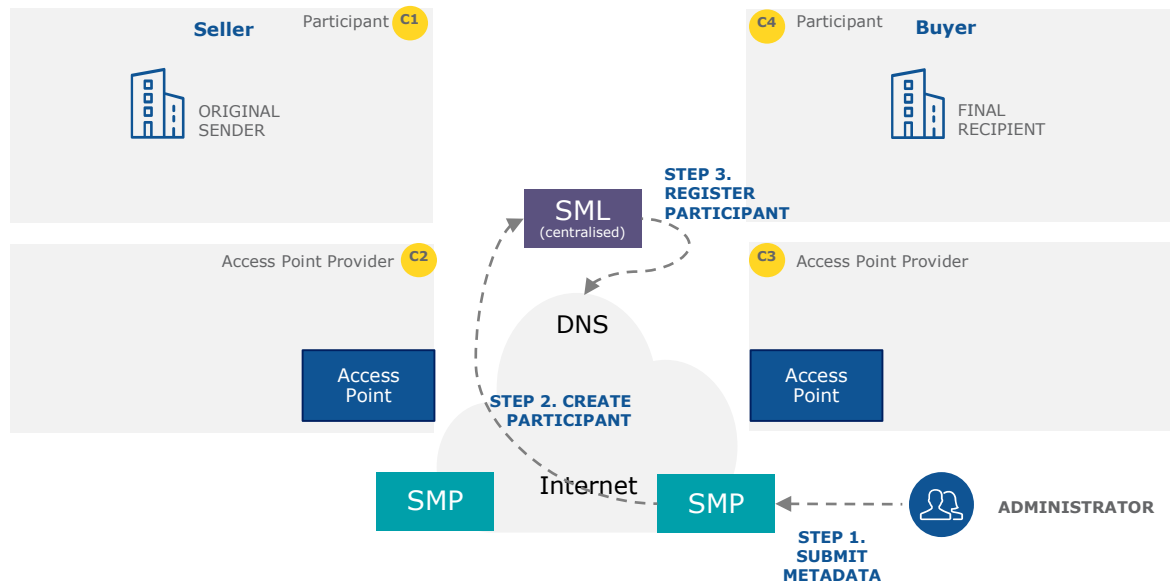 Participant C1
Seller
ORIGINAL
SENDER
C4 Participant
Buyer
FINAL
RECIPIENT
STEP 3.
REGISTER
PARTICIPANT
SML
(centralised)
Access Point Provider C2
C3 Access Point Provider
DNS
Access
Point
Access
Point
STEP 2. CREATE
PARTICIPANT
Internet
SMP
SMP
ADMINISTRATOR
STEP 1.
SUBMIT
METADATA